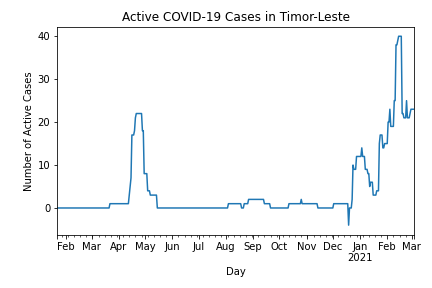 Active COVID-19 Cases in Timor-Leste
Number of Active Cases
40
30
20
10
0
Feb Mar Apr May Jun Jul Aug Sep Oct Nov Dec Jan Feb Mar
2021
Day